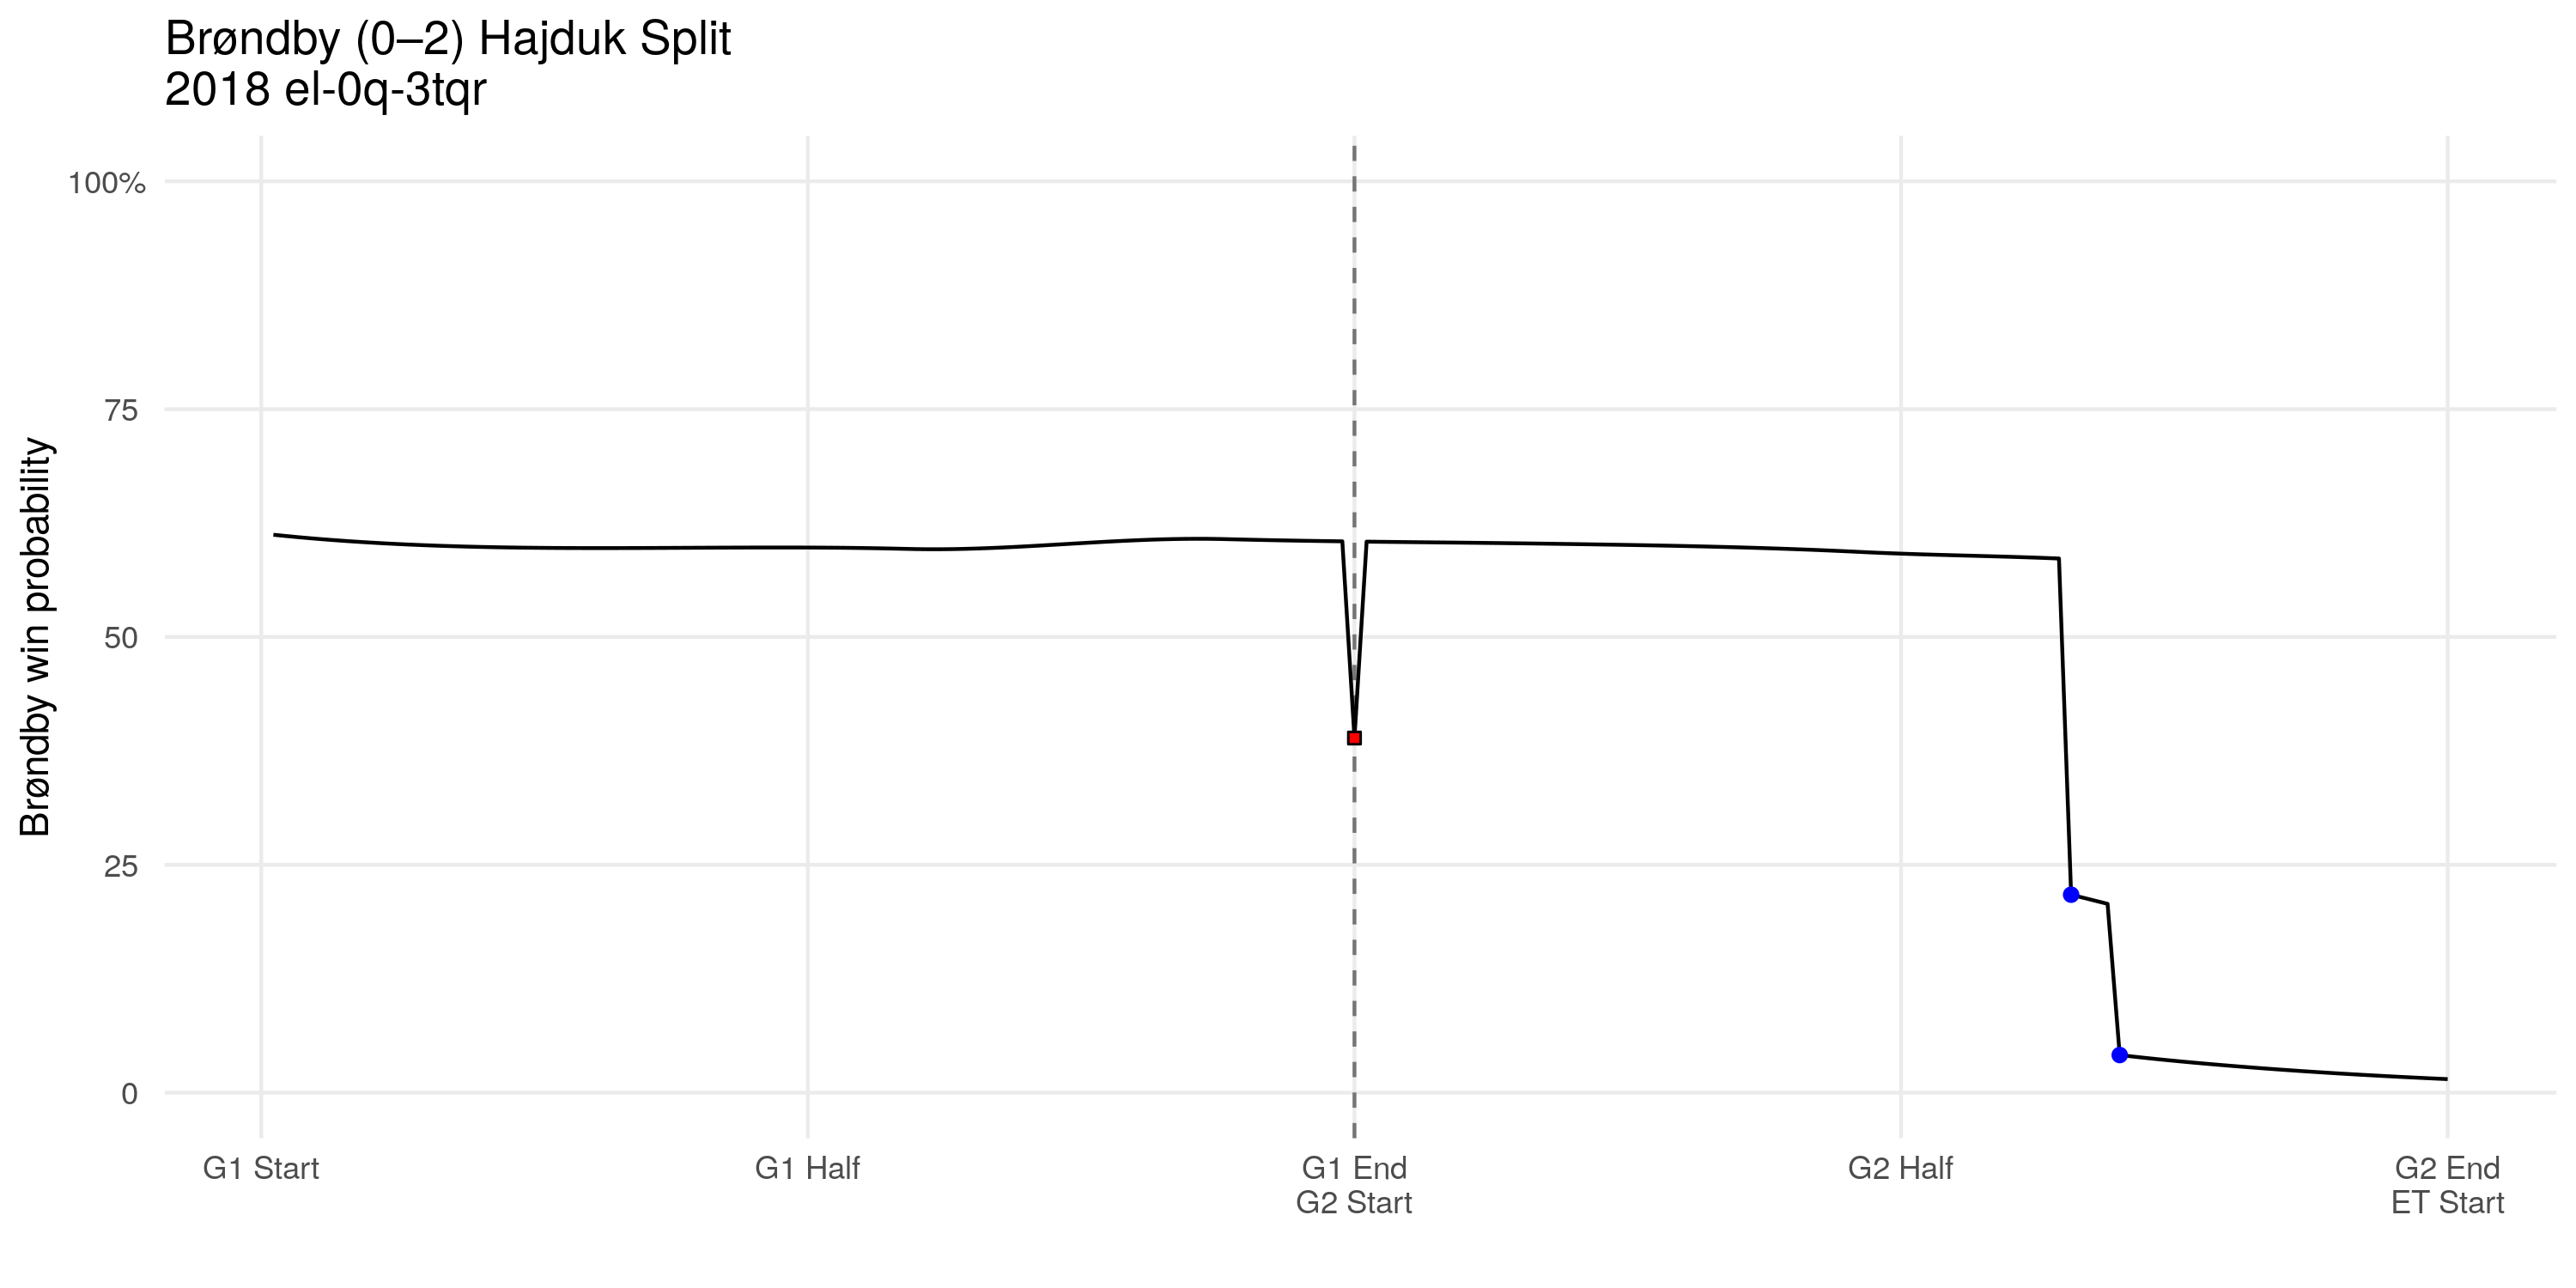 Brøndby (0–2) Hajduk Split
2018 el-0q-3tqr
Brøndby win probability
100%
75
50
25
0
G1 Start
G1 Half
G1 End
G2 Start
G2 Half
G2 End
ET Start